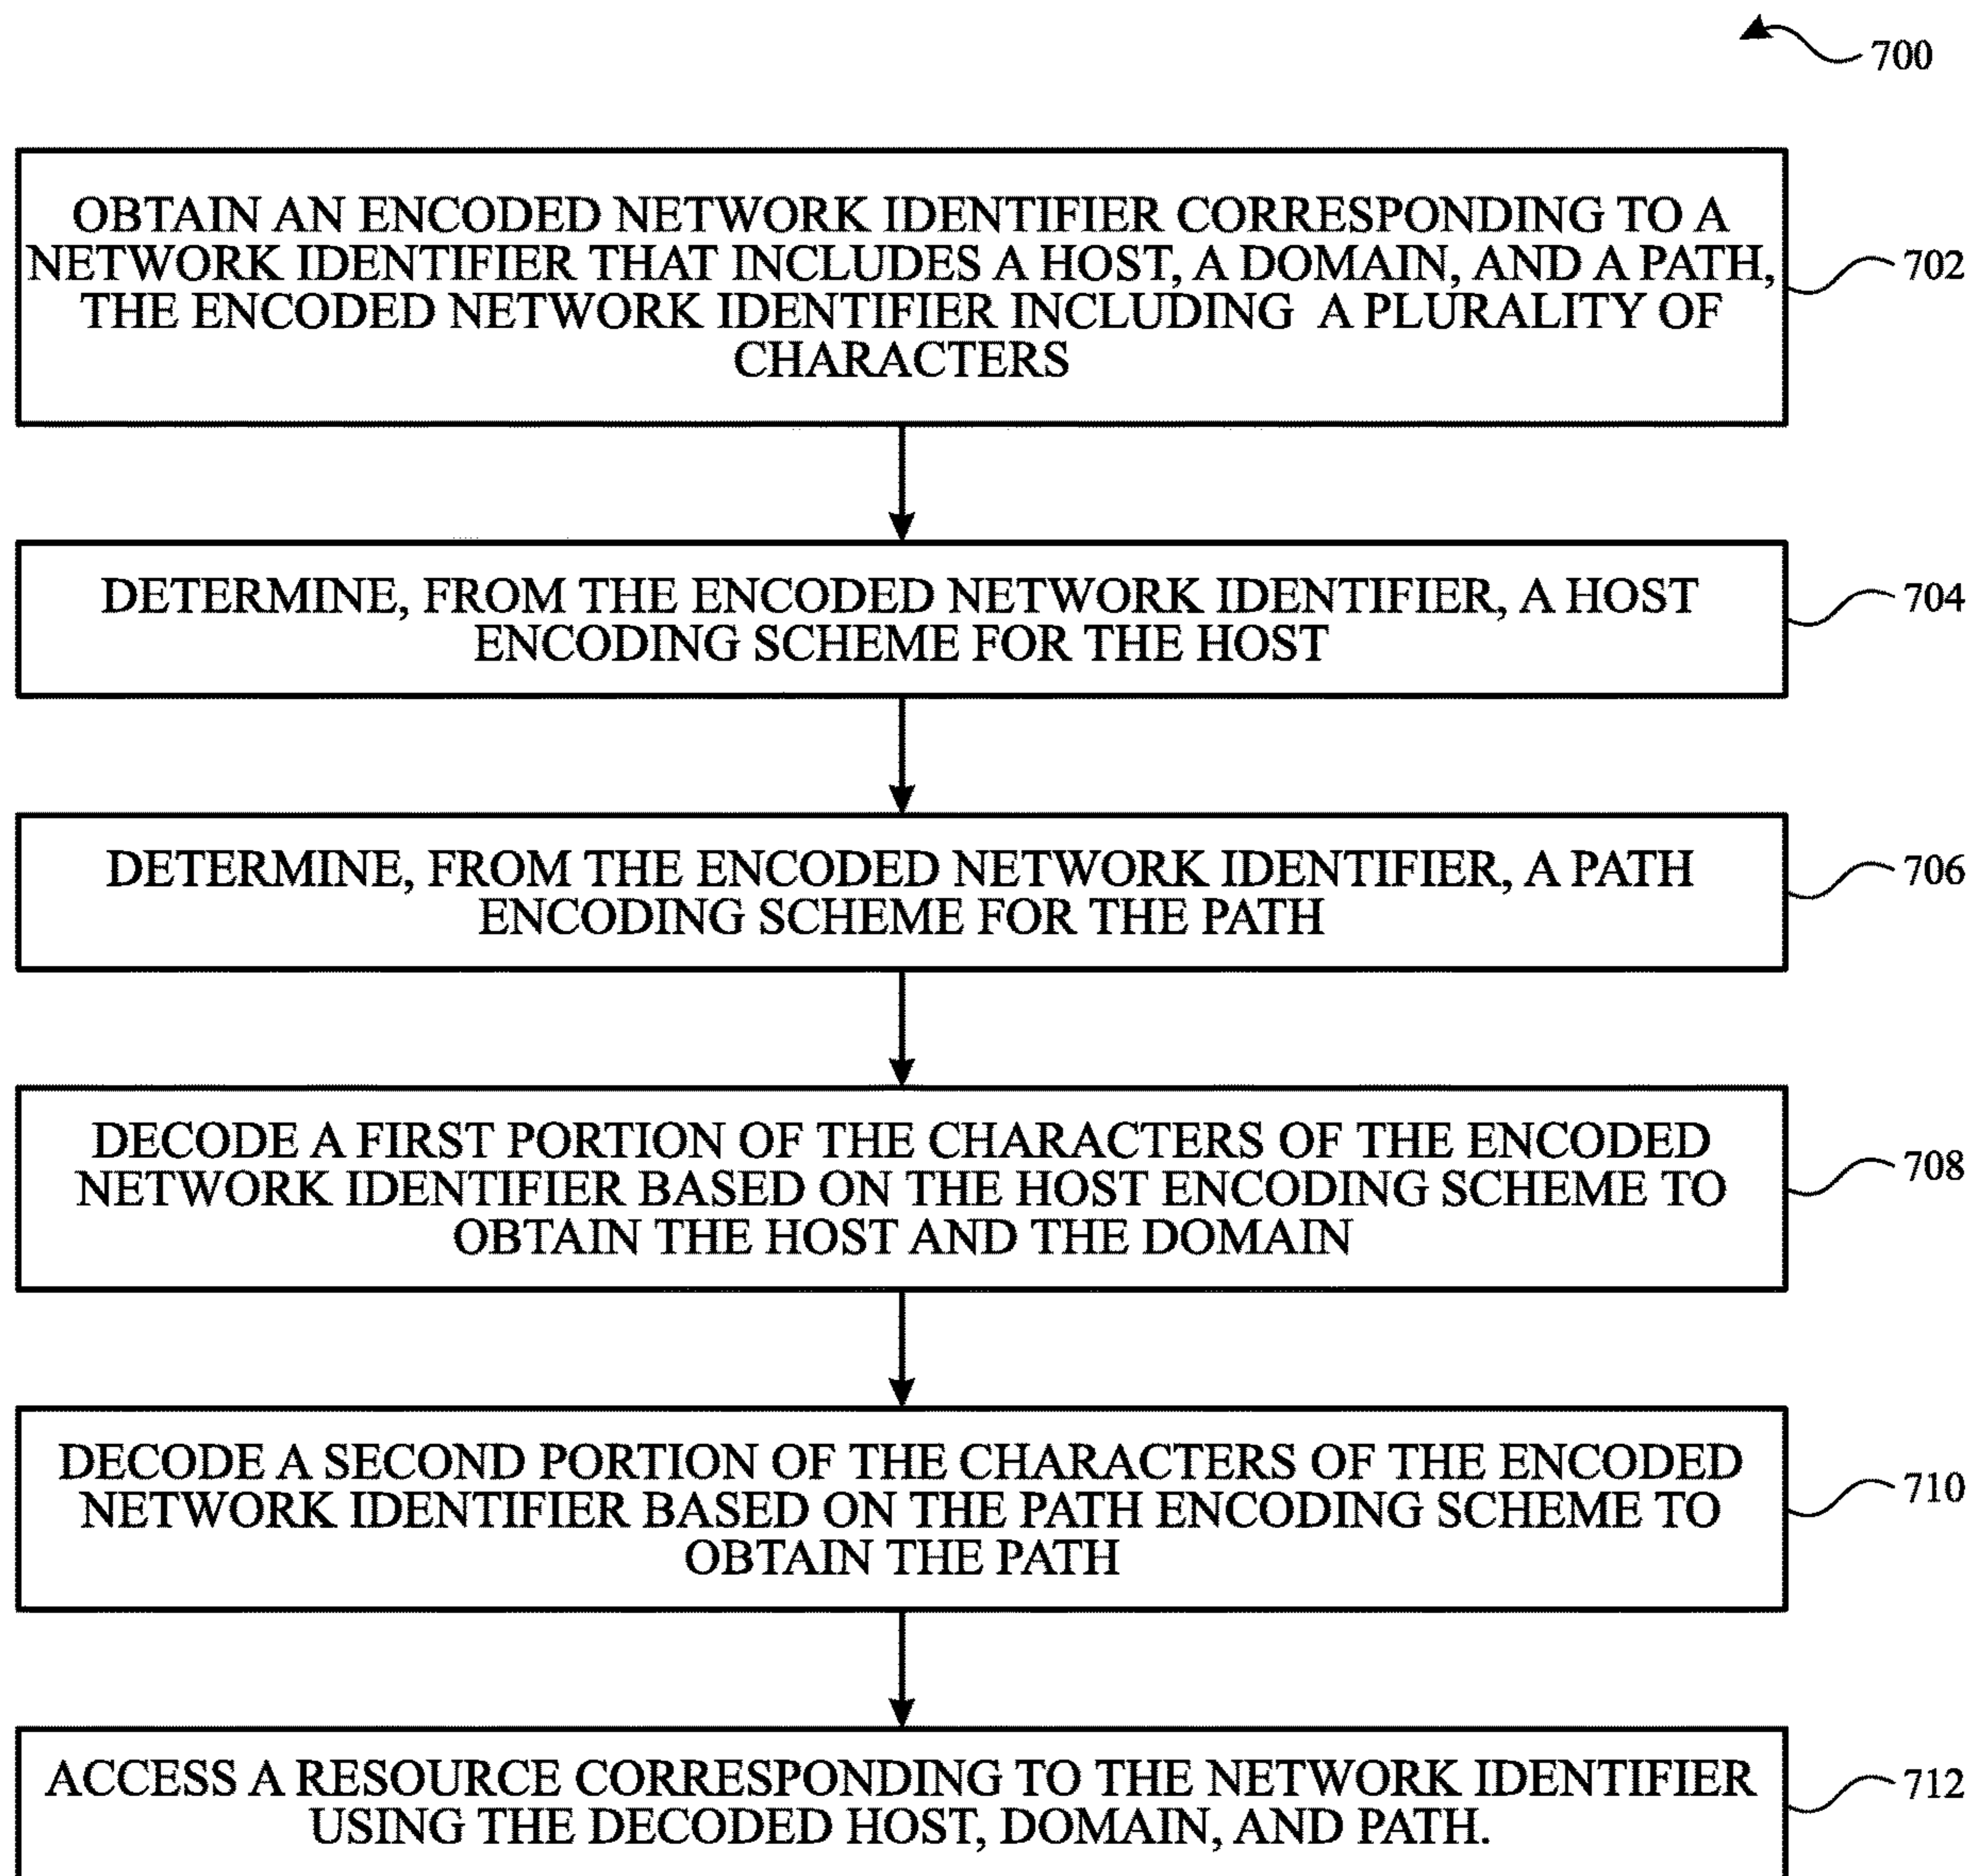 700
OBTAIN AN ENCODED NETWORK IDENTIFIER CORRESPONDING TO A
NETWORK IDENTIFIER THAT INCLUDES A HOST, A DOMAIN, AND A PATH,
THE ENCODED NETWORK IDENTIFIER INCLUDING A PLURALITY OF
CHARACTERS
702
DETERMINE, FROM THE ENCODED NETWORK IDENTIFIER, A HOST
ENCODING SCHEME FOR THE HOST
704
DETERMINE, FROM THE ENCODED NETWORK IDENTIFIER, A PATH
ENCODING SCHEME FOR THE PATH
706
DECODE A FIRST PORTION OF THE CHARACTERS OF THE ENCODED
NETWORK IDENTIFIER BASED ON THE HOST ENCODING SCHEME TO
OBTAIN THE HOST AND THE DOMAIN
708
DECODE A SECOND PORTION OF THE CHARACTERS OF THE ENCODED
NETWORK IDENTIFIER BASED ON THE PATH ENCODING SCHEME TO
OBTAIN THE PATH
710
ACCESS A RESOURCE CORRESPONDING TO THE NETWORK IDENTIFIER
USING THE DECODED HOST, DOMAIN, AND PATH.
712